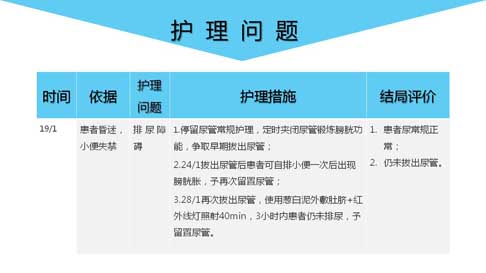 护理问题
时间
依据
护理
问题
护理措施
结局评价
19/1
患者昏迷，
小便失禁
排尿障
碍
1.停留尿管常规护理，定时夹闭尿管锻炼膀胱功
能，争取早期拔出尿管；
2.24/1拔出尿管后患者可自排小便一次后出现
膀胱胀，予再次留置尿管；
3.28/1再次拔出尿管，使用葱白泥外敷肚脐+红
外线灯照射40min，3小时内患者仍未排尿，予
留置尿管。
1. 患者尿常规正
常；
2. 仍未拔出尿管。